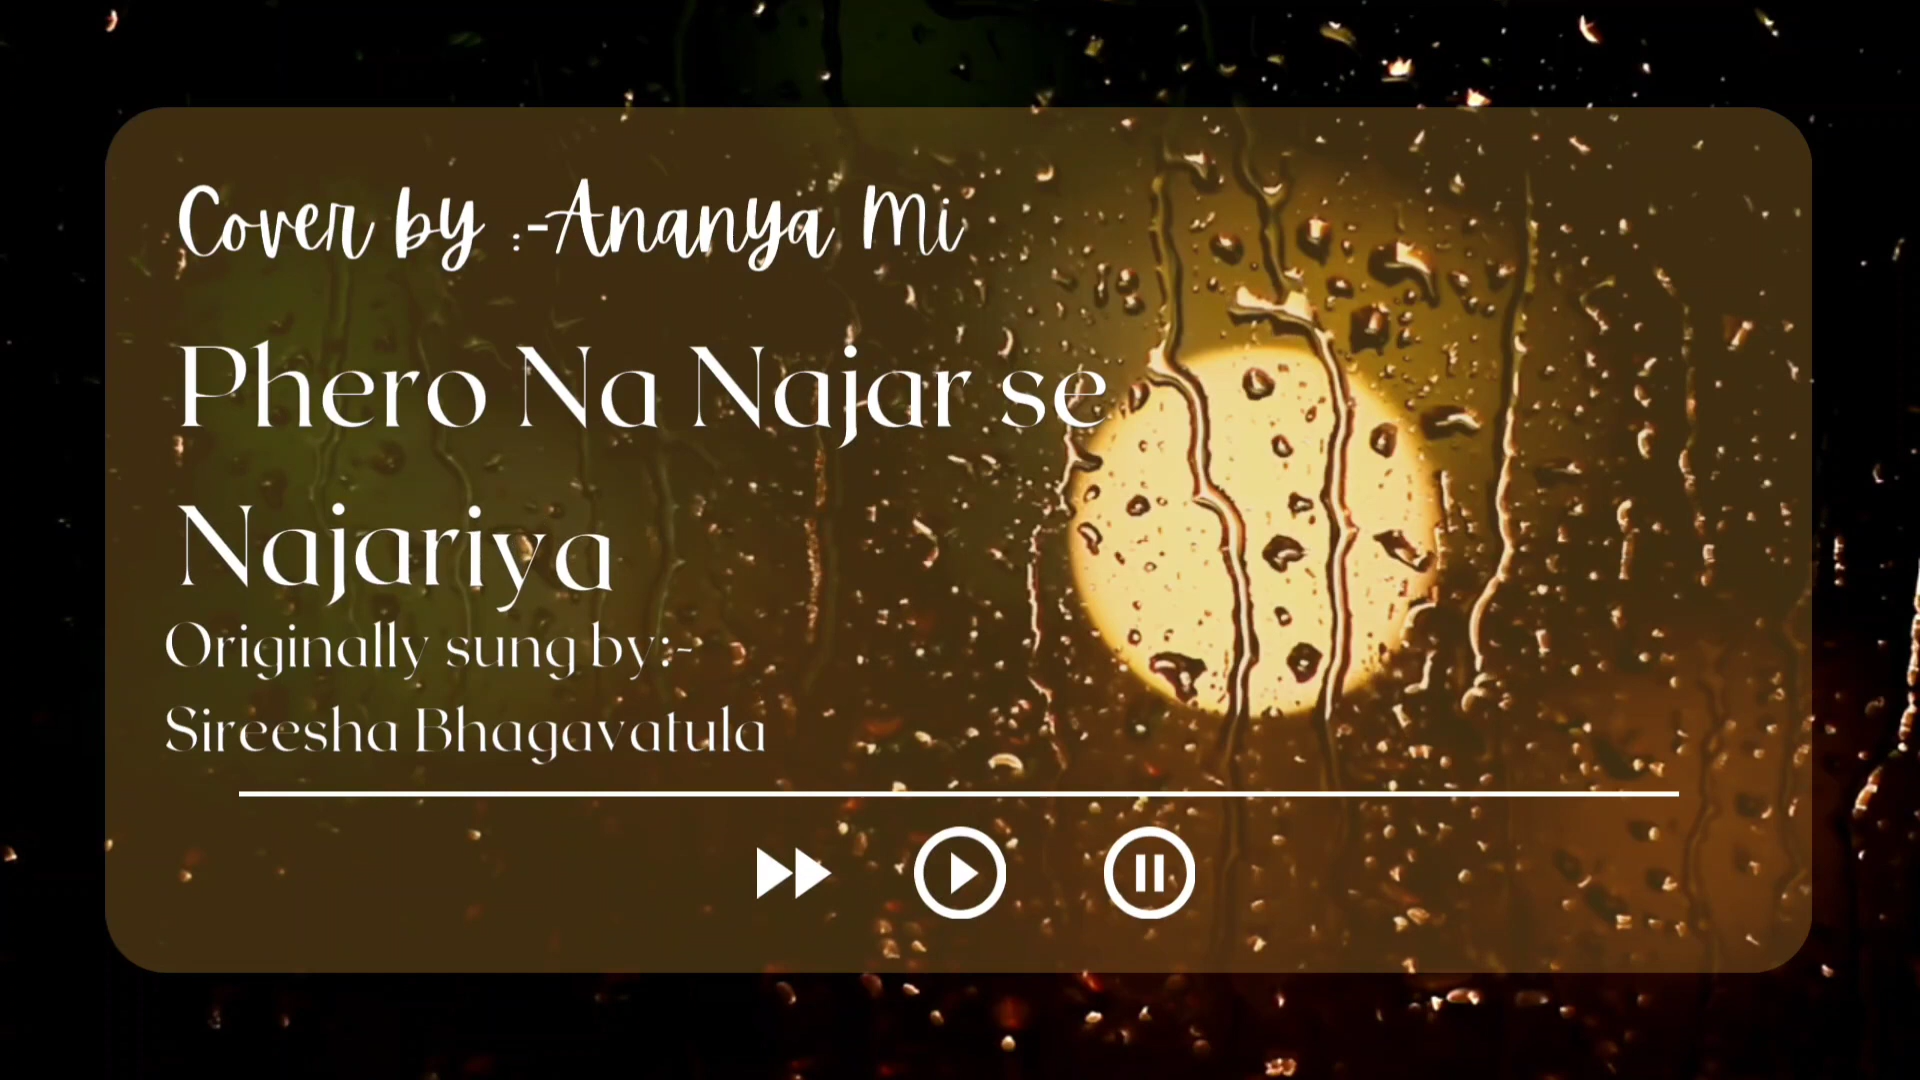 Cover by :-Ananya Mi
Phero Na Najar se
Najariya
Originally sung by:-
Sireesha Bhagavatula